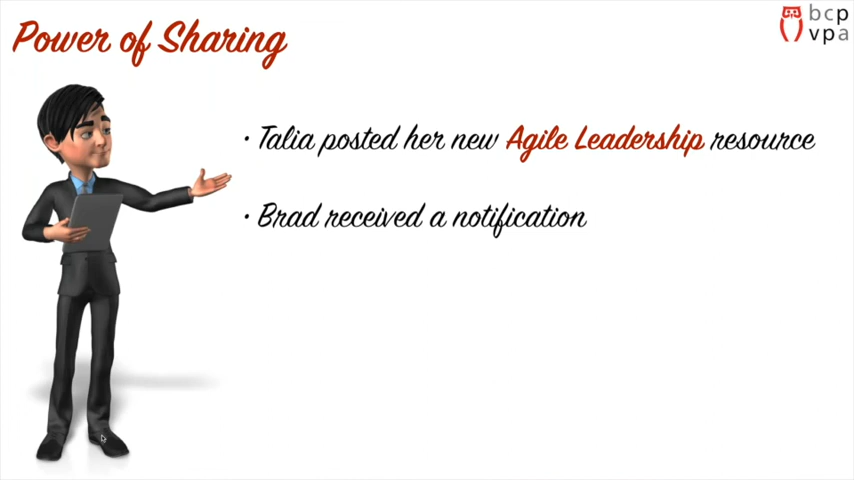 Power of Sharing
bcp
vpa
• Talia posted her new Agile Leadership resource
• Brad received a notification